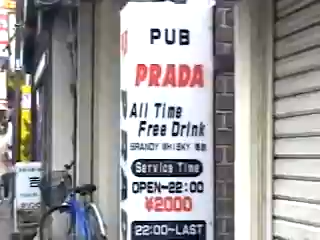 PUB
PRADA
All Time
Free Drink
BRANDY WHISKY
Service Time
OPEN~22:00
¥2000
22:00~LAST